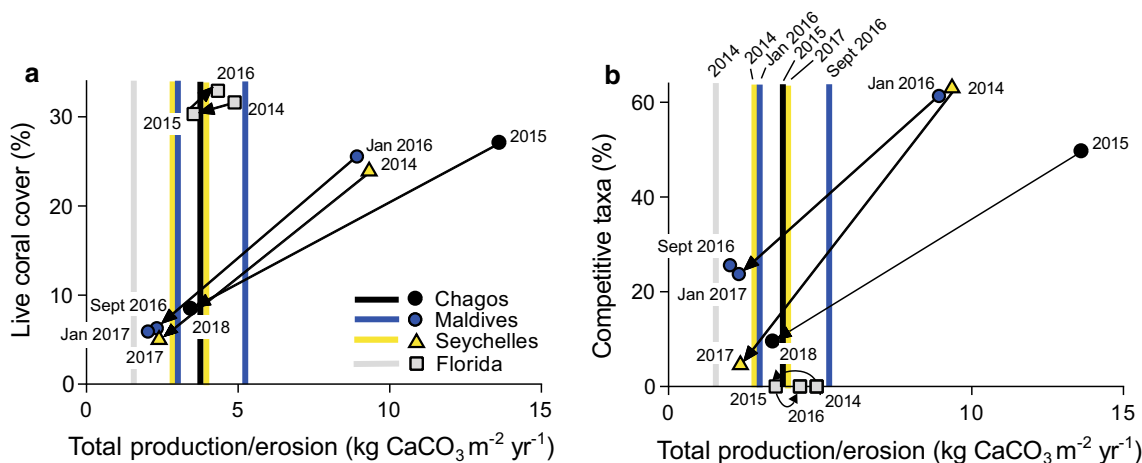 a
2016
2014
2015
Jan 2016
2014
2015
Sept 2016
Jan 2017
2017
2018
Chagos
Maldives
Seychelles
Florida
30
20
10
0
0
5
10
15
Live coral cover (%)
Total production/erosion (kg CaCO₃ m⁻² yr⁻¹)
b
2014
2014
Jan 2016
2015
2017
Sept 2016
Jan 2016
2014
2015
Sept 2016
Jan 2017
2017
2018
2015
2016
2014
60
40
20
0
0
10
15
Competitive taxa (%)
Total production/erosion (kg CaCO₃ m⁻² yr⁻¹)